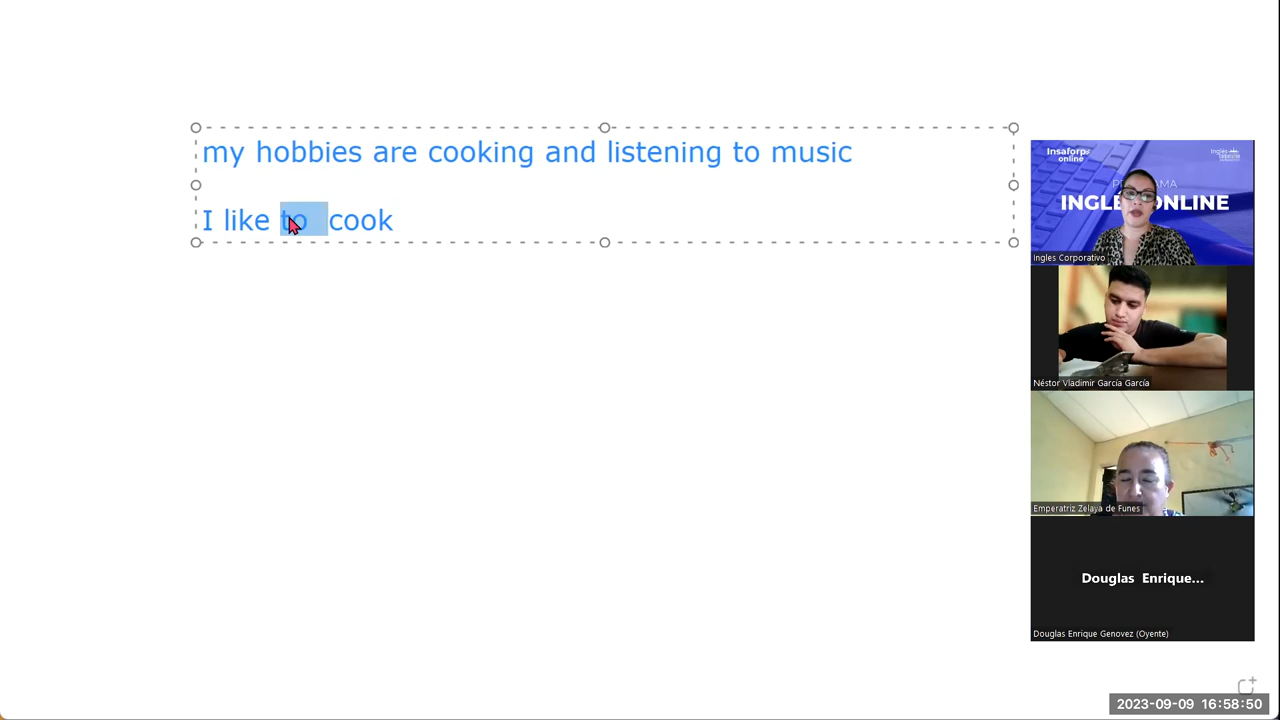 my hobbies are cooking and listening to music
I like to cook
Insaforp
online
INGLÉ ONLINE
Ingles Corporativo
Néstor Vladimir García García
Emperatriz Zelaya de Funes
Douglas Enrique...
Douglas Enrique Genovez (Oyente)
2023-09-09 16:58:50